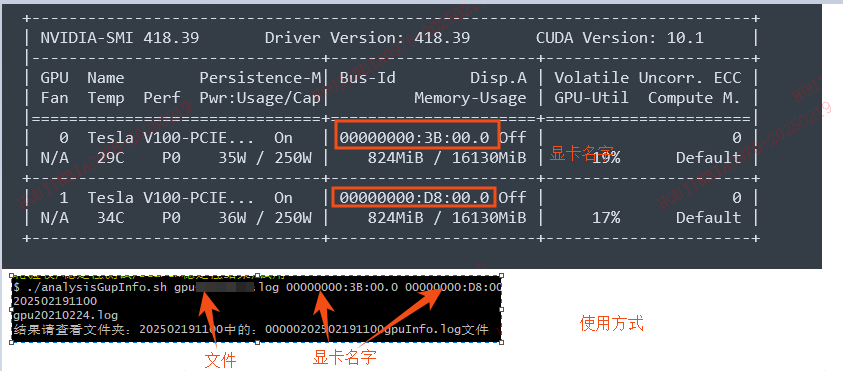 NVIDIA-SMI 418.39 Driver Version: 418.39 CUDA Version: 10.1
GPU Name Persistence-M| Bus-Id Disp.A | Volatile Uncorr. ECC
Fan Temp Perf Pwr:Usage/Cap| Memory-Usage | GPU-Util Compute M.
0 Tesla V100-PCIE... On | 00000000:3B:00.0 Off | 0
N/A 29C P0 35W / 250W | 824MiB / 16130MiB | 19% Default
显卡名字
1 Tesla V100-PCIE... On | 00000000:D8:00.0 Off | 0
N/A 34C P0 36W / 250W | 824MiB / 16130MiB | 17% Default
$ ./analysisGupInfo.sh gpu .log 00000000:3B:00.0 00000000:D8:00
202502191100
gpu20210224.log
结果请查看文件夹：202502191100中的：00000202502191100gpuInfo.log文件
使用方式
文件
显卡名字